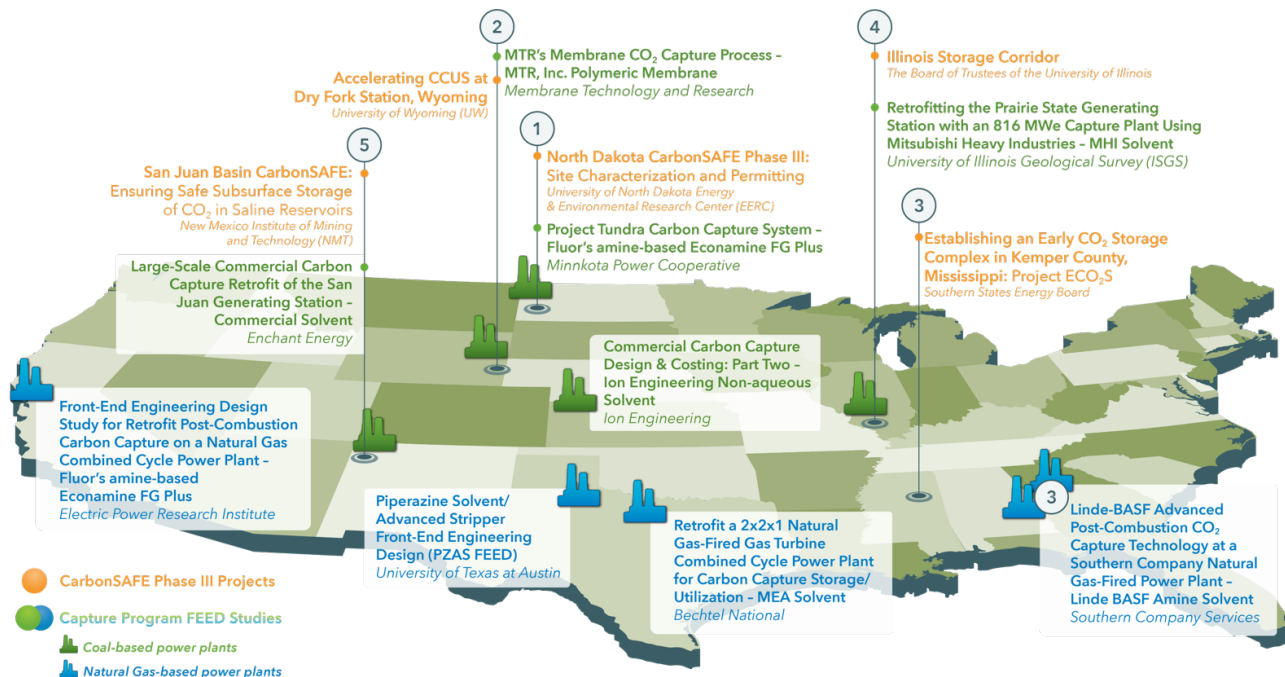 2
MTR's Membrane CO₂ Capture Process –
MTR, Inc. Polymeric Membrane
Membrane Technology and Research
Accelerating CCUS at
Dry Fork Station, Wyoming
University of Wyoming (UW)
4
Illinois Storage Corridor
The Board of Trustees of the University of Illinois
Retrofitting the Prairie State Generating
Station with an 816 MWe Capture Plant Using
Mitsubishi Heavy Industries – MHI Solvent
University of Illinois Geological Survey (ISGS)
1
North Dakota CarbonSAFE Phase III:
Site Characterization and Permitting
University of North Dakota Energy
& Environmental Research Center (EERC)
Project Tundra Carbon Capture System –
Fluor's amine-based Econamine FG Plus
Minnkota Power Cooperative
5
San Juan Basin CarbonSAFE:
Ensuring Safe Subsurface Storage
of CO₂ in Saline Reservoirs
New Mexico Institute of Mining
and Technology (NMT)
Large-Scale Commercial Carbon
Capture Retrofit of the San
Juan Generating Station –
Commercial Solvent
Enchant Energy
3
Establishing an Early CO₂ Storage
Complex in Kemper County,
Mississippi: Project ECO₂S
Southern States Energy Board
Commercial Carbon Capture
Design & Costing: Part Two –
Ion Engineering Non-aqueous
Solvent
Ion Engineering
Front-End Engineering Design
Study for Retrofit Post-Combustion
Carbon Capture on a Natural Gas
Combined Cycle Power Plant –
Fluor's amine-based
Econamine FG Plus
Electric Power Research Institute
Piperazine Solvent/
Advanced Stripper
Front-End Engineering
Design (PZAS FEED)
University of Texas at Austin
Retrofit a 2x2x1 Natural
Gas-Fired Gas Turbine
Combined Cycle Power Plant
for Carbon Capture Storage/
Utilization – MEA Solvent
Bechtel National
3
Linde-BASF Advanced
Post-Combustion CO₂
Capture Technology at a
Southern Company Natural
Gas-Fired Power Plant –
Linde BASF Amine Solvent
Southern Company Services
CarbonSAFE Phase III Projects
Capture Program FEED Studies
Coal-based power plants
Natural Gas-based power plants